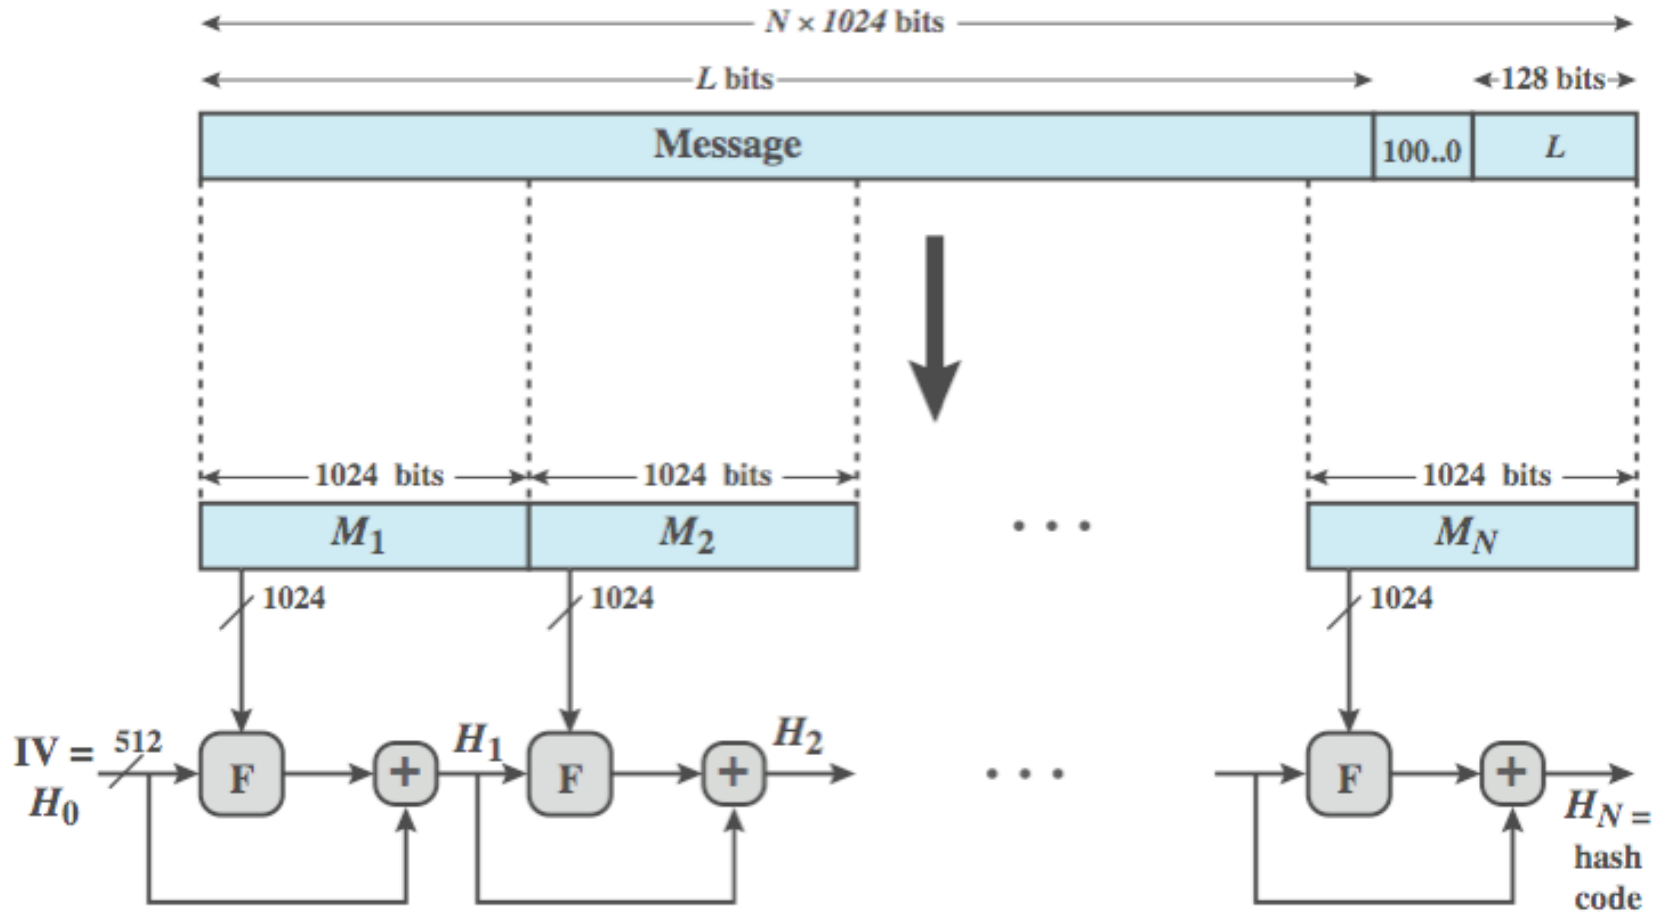 N × 1024 bits
L bits
128 bits
Message
100..0
L
1024 bits
1024 bits
1024 bits
M1
M2
. . .
MN
1024
1024
1024
IV =
H0
512
F
+
H1
F
+
H2
. . .
F
+
HN =
hash
code